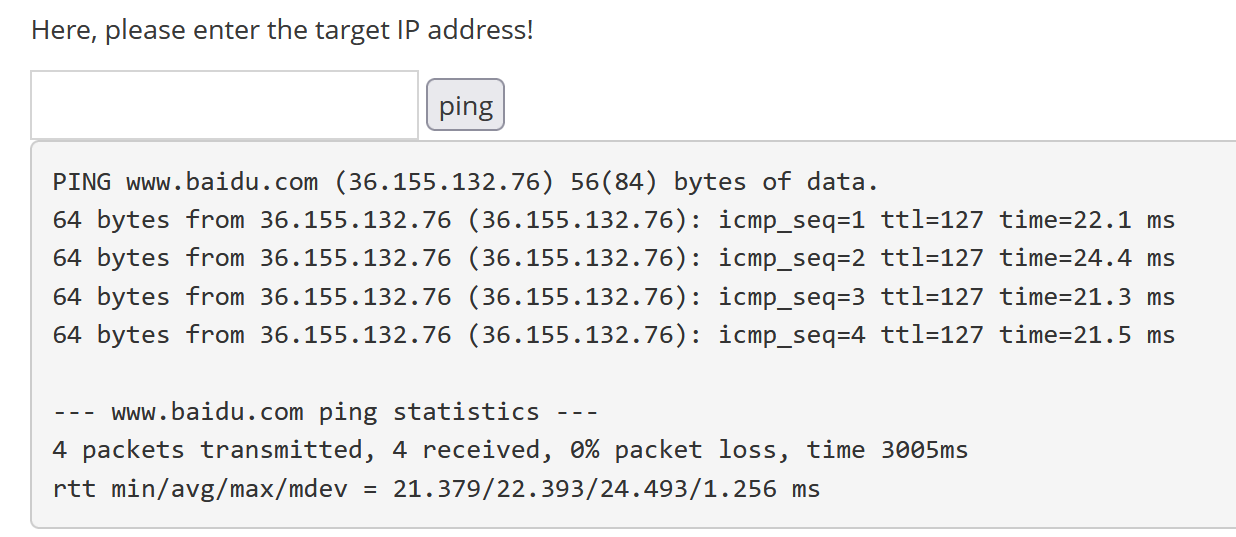 Here, please enter the target IP address!
ping
PING www.baidu.com (36.155.132.76) 56(84) bytes of data.
64 bytes from 36.155.132.76 (36.155.132.76): icmp_seq=1 ttl=127 time=22.1 ms
64 bytes from 36.155.132.76 (36.155.132.76): icmp_seq=2 ttl=127 time=24.4 ms
64 bytes from 36.155.132.76 (36.155.132.76): icmp_seq=3 ttl=127 time=21.3 ms
64 bytes from 36.155.132.76 (36.155.132.76): icmp_seq=4 ttl=127 time=21.5 ms
--- www.baidu.com ping statistics ---
4 packets transmitted, 4 received, 0% packet loss, time 3005ms
rtt min/avg/max/mdev = 21.379/22.393/24.493/1.256 ms